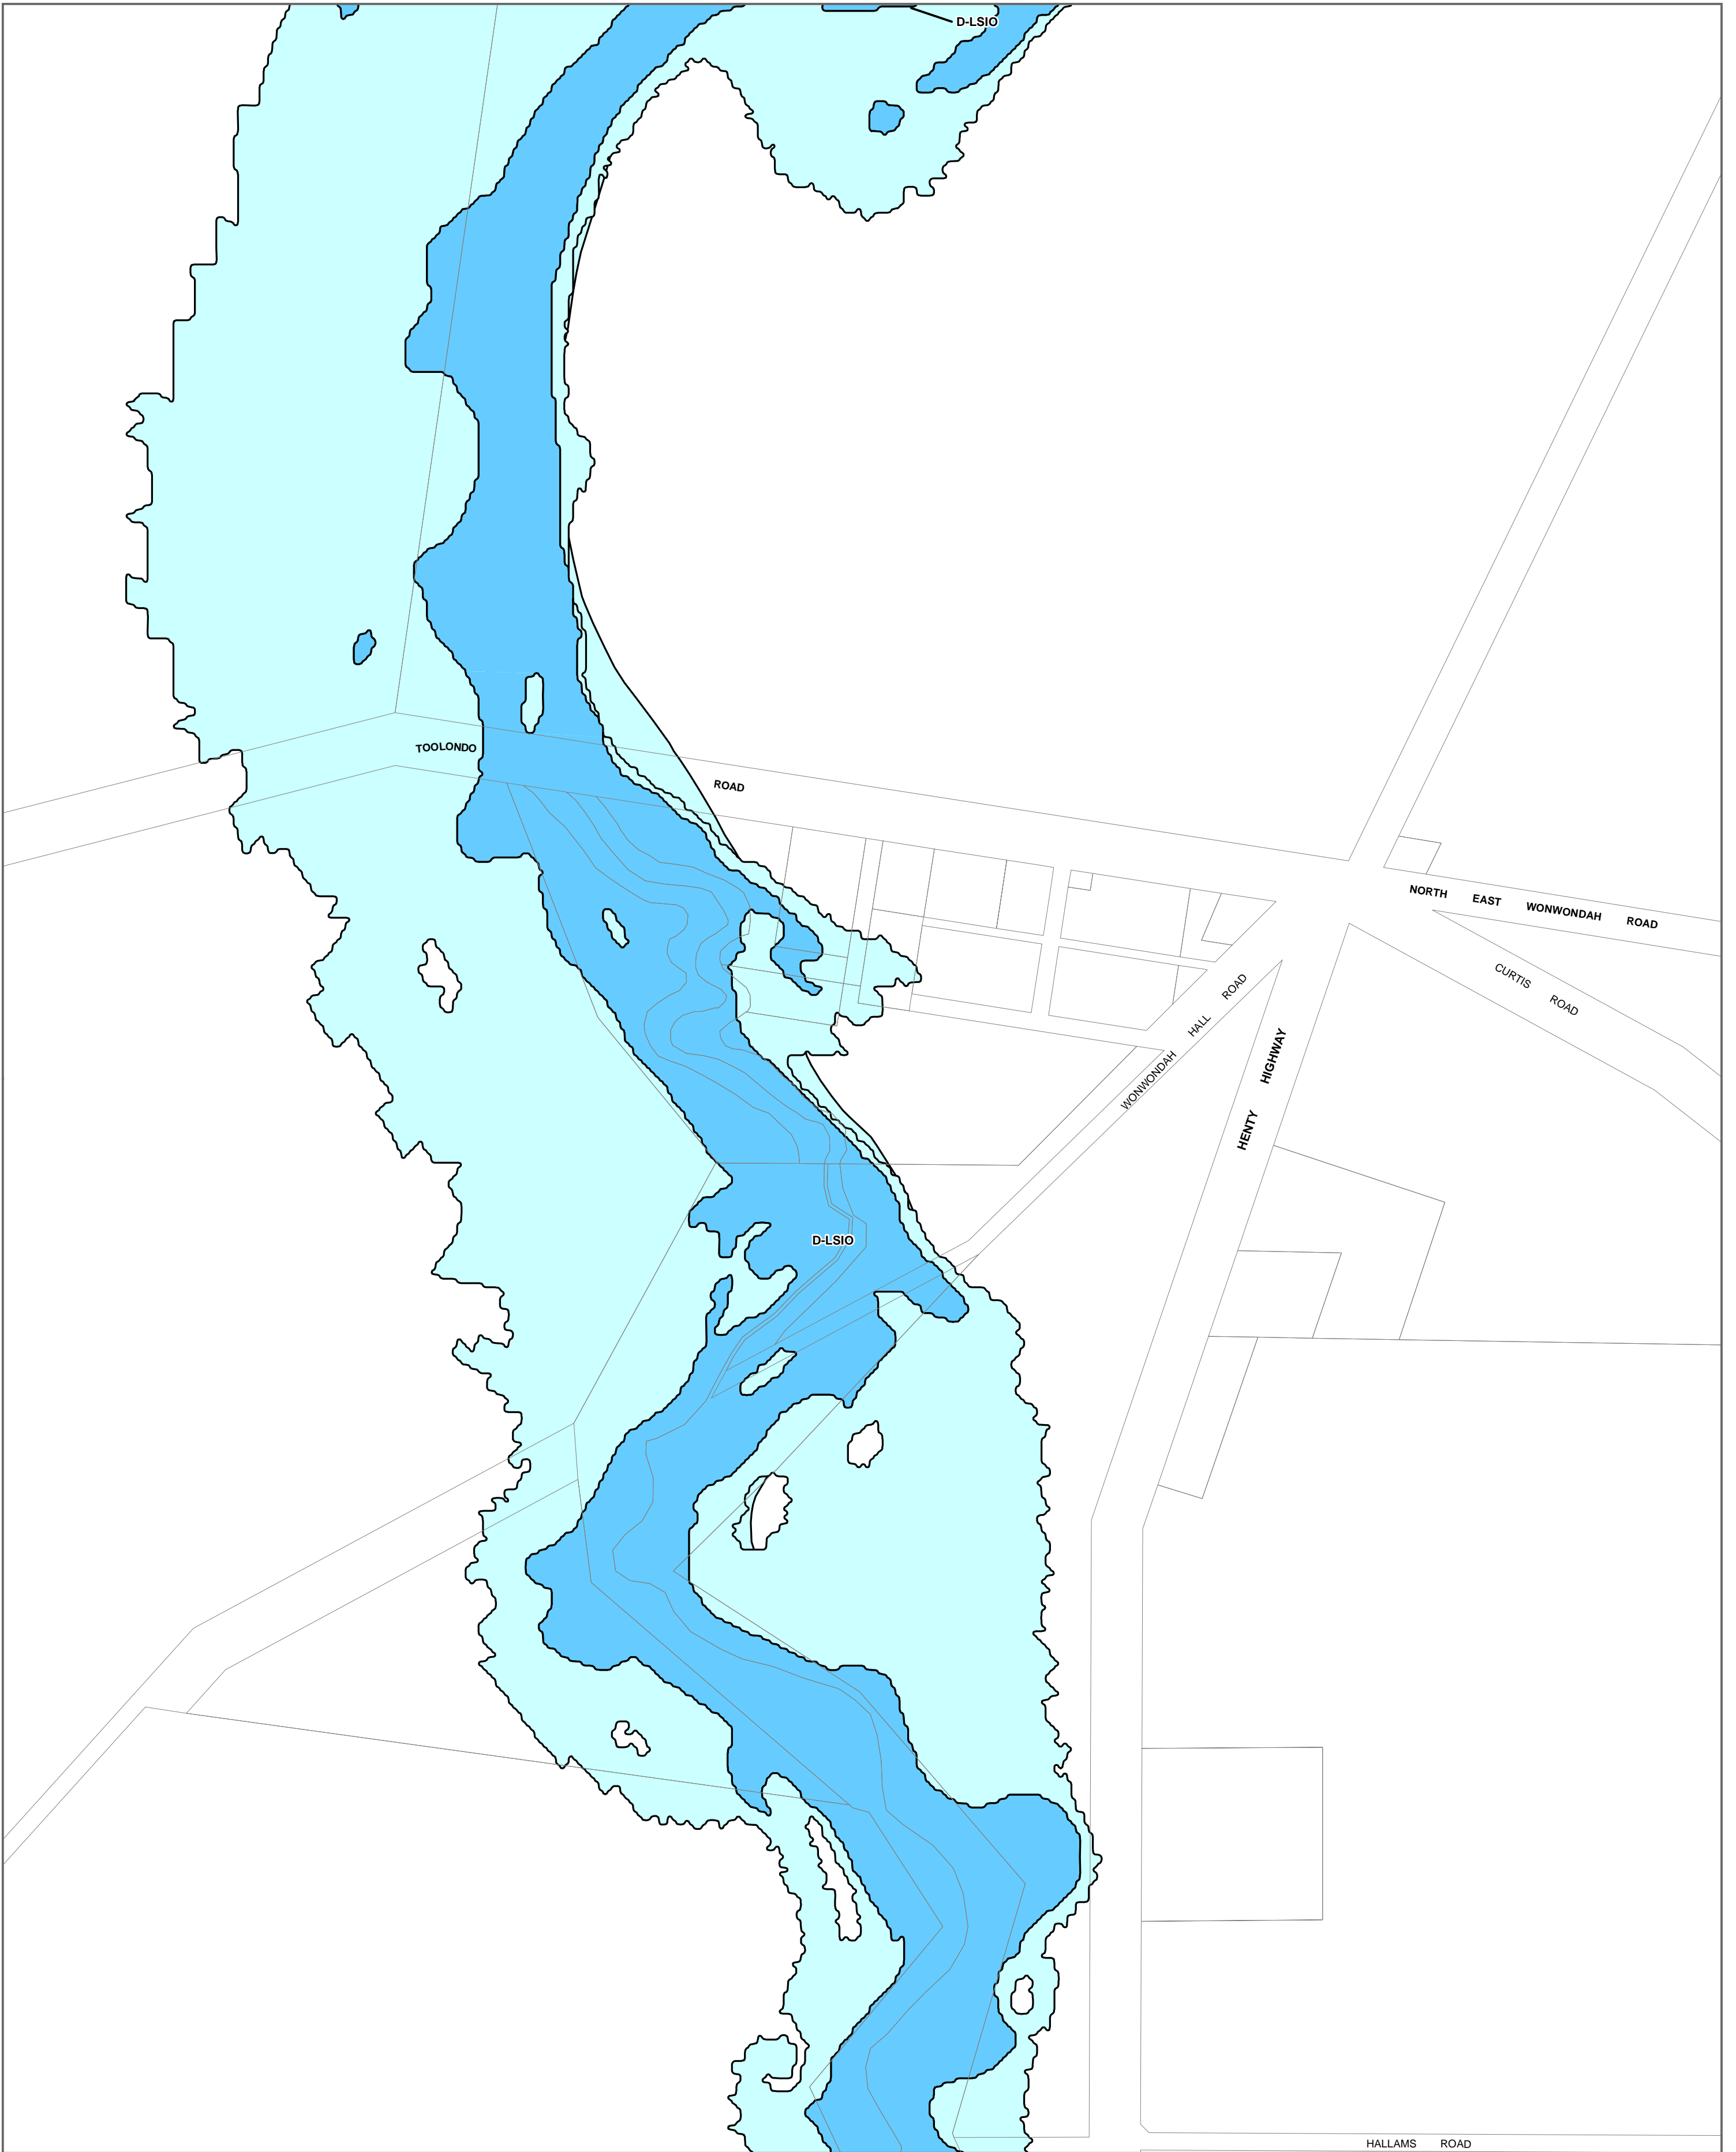 D-LSIO
TOOLONDO ROAD
NORTH EAST WONWONDAH ROAD
CURTIS ROAD
WONWONDAH HALL ROAD
HENTY HIGHWAY
D-LSIO
HALLAMS ROAD